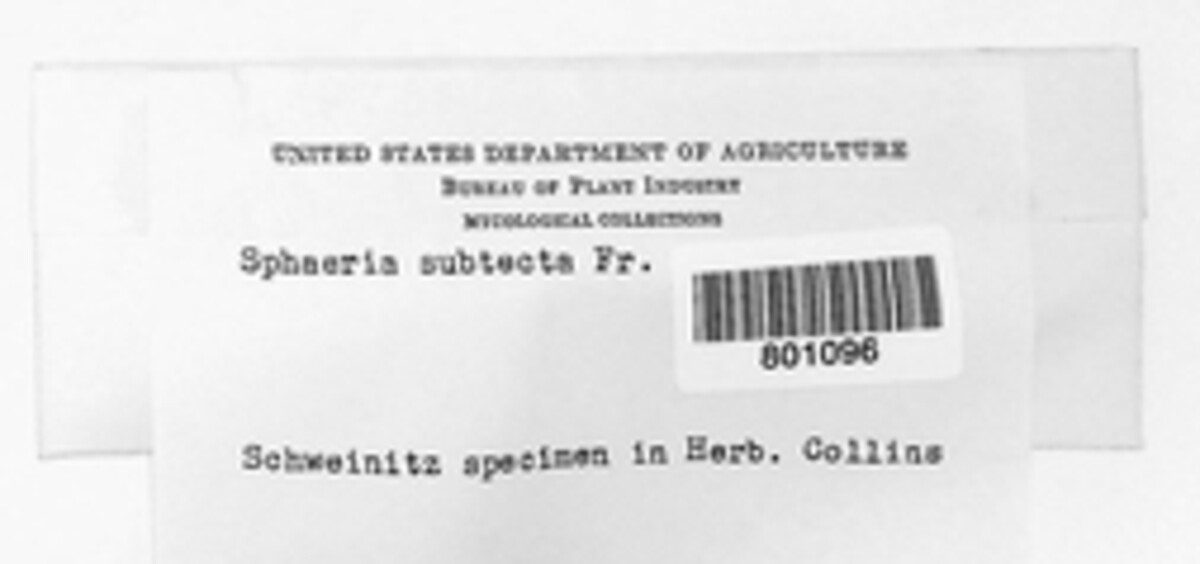 UNITED STATES DEPARTMENT OF AGRICULTURE
BUREAU OF PLANT INDUSTRY
MYCOLOGICAL COLLECTIONS
Sphaeria subtecta Fr.
801096
Schweinitz specimen in Herb. Collins